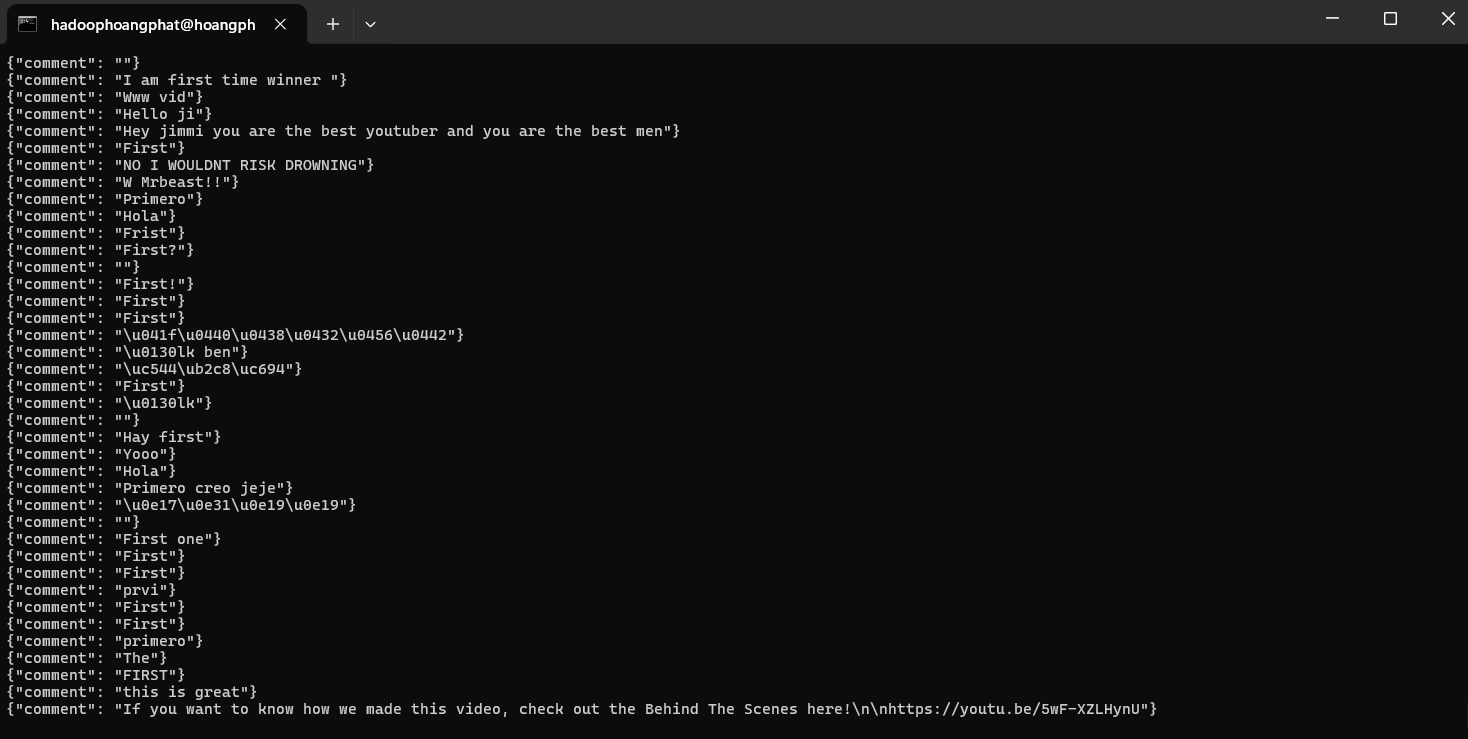 hadoophoangphat@hoangph
{"comment": ""}
{"comment": "I am first time winner "}
{"comment": "Www vid"}
{"comment": "Hello ji"}
{"comment": "Hey jimmi you are the best youtuber and you are the best men"}
{"comment": "First"}
{"comment": "NO I WOULDNT RISK DROWNING"}
{"comment": "W Mrbeast!!"}
{"comment": "Primero"}
{"comment": "Hola"}
{"comment": "Frist"}
{"comment": "First?"}
{"comment": ""}
{"comment": "First!"}
{"comment": "First"}
{"comment": "First"}
{"comment": "\u041f\u0440\u0438\u0432\u0456\u0442"}
{"comment": "\u0130lk ben"}
{"comment": "\uc544\ub2c8\uc694"}
{"comment": "First"}
{"comment": "\u0130lk"}
{"comment": ""}
{"comment": "Hay first"}
{"comment": "Yooo"}
{"comment": "Hola"}
{"comment": "Primero creo jeje"}
{"comment": "\u0e17\u0e31\u0e19\u0e19"}
{"comment": ""}
{"comment": "First one"}
{"comment": "First"}
{"comment": "First"}
{"comment": "prvi"}
{"comment": "First"}
{"comment": "First"}
{"comment": "primero"}
{"comment": "The"}
{"comment": "FIRST"}
{"comment": "this is great"}
{"comment": "If you want to know how we made this video, check out the Behind The Scenes here!\n\nhttps://youtu.be/5wF-XZLHynU"}